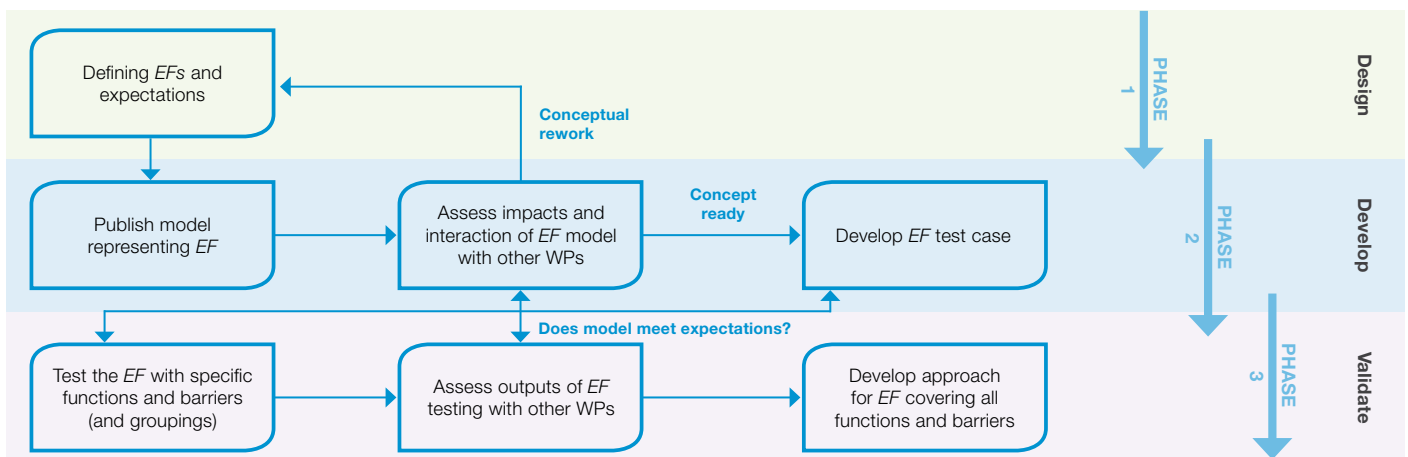 Defining EFs and
expectations
Conceptual
rework
PHASE
1
Design
Publish model
representing EF
Assess impacts and
interaction of EF model
with other WPs
Concept
ready
Develop EF test case
PHASE
2
Develop
Does model meet expectations?
Test the EF with specific
functions and barriers
(and groupings)
Assess outputs of EF
testing with other WPs
Develop approach
for EF covering all
functions and barriers
PHASE
3
Validate